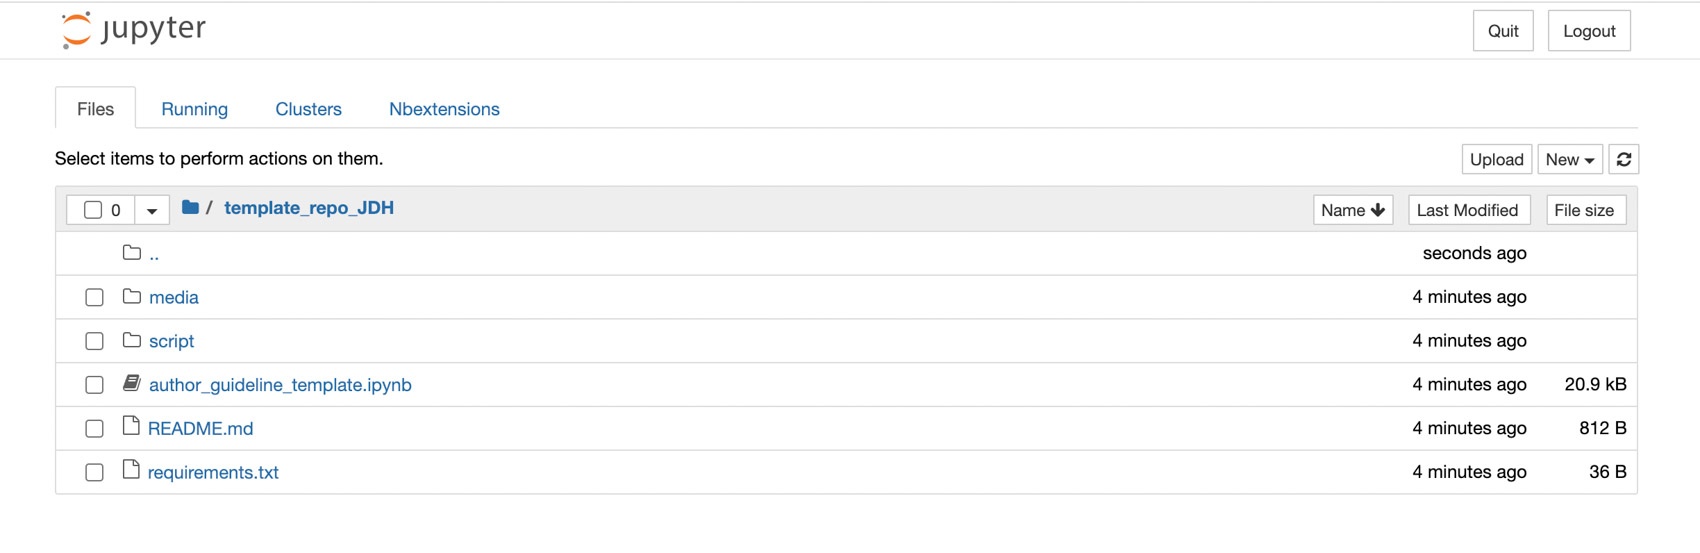 jupyter Quit Logout
Files Running Clusters Nbextensions
Select items to perform actions on them. Upload New
0 / template_repo_JDH Name Last Modified File size
.. seconds ago
media 4 minutes ago
script 4 minutes ago
author_guideline_template.ipynb 4 minutes ago 20.9 kB
README.md 4 minutes ago 812 B
requirements.txt 4 minutes ago 36 B